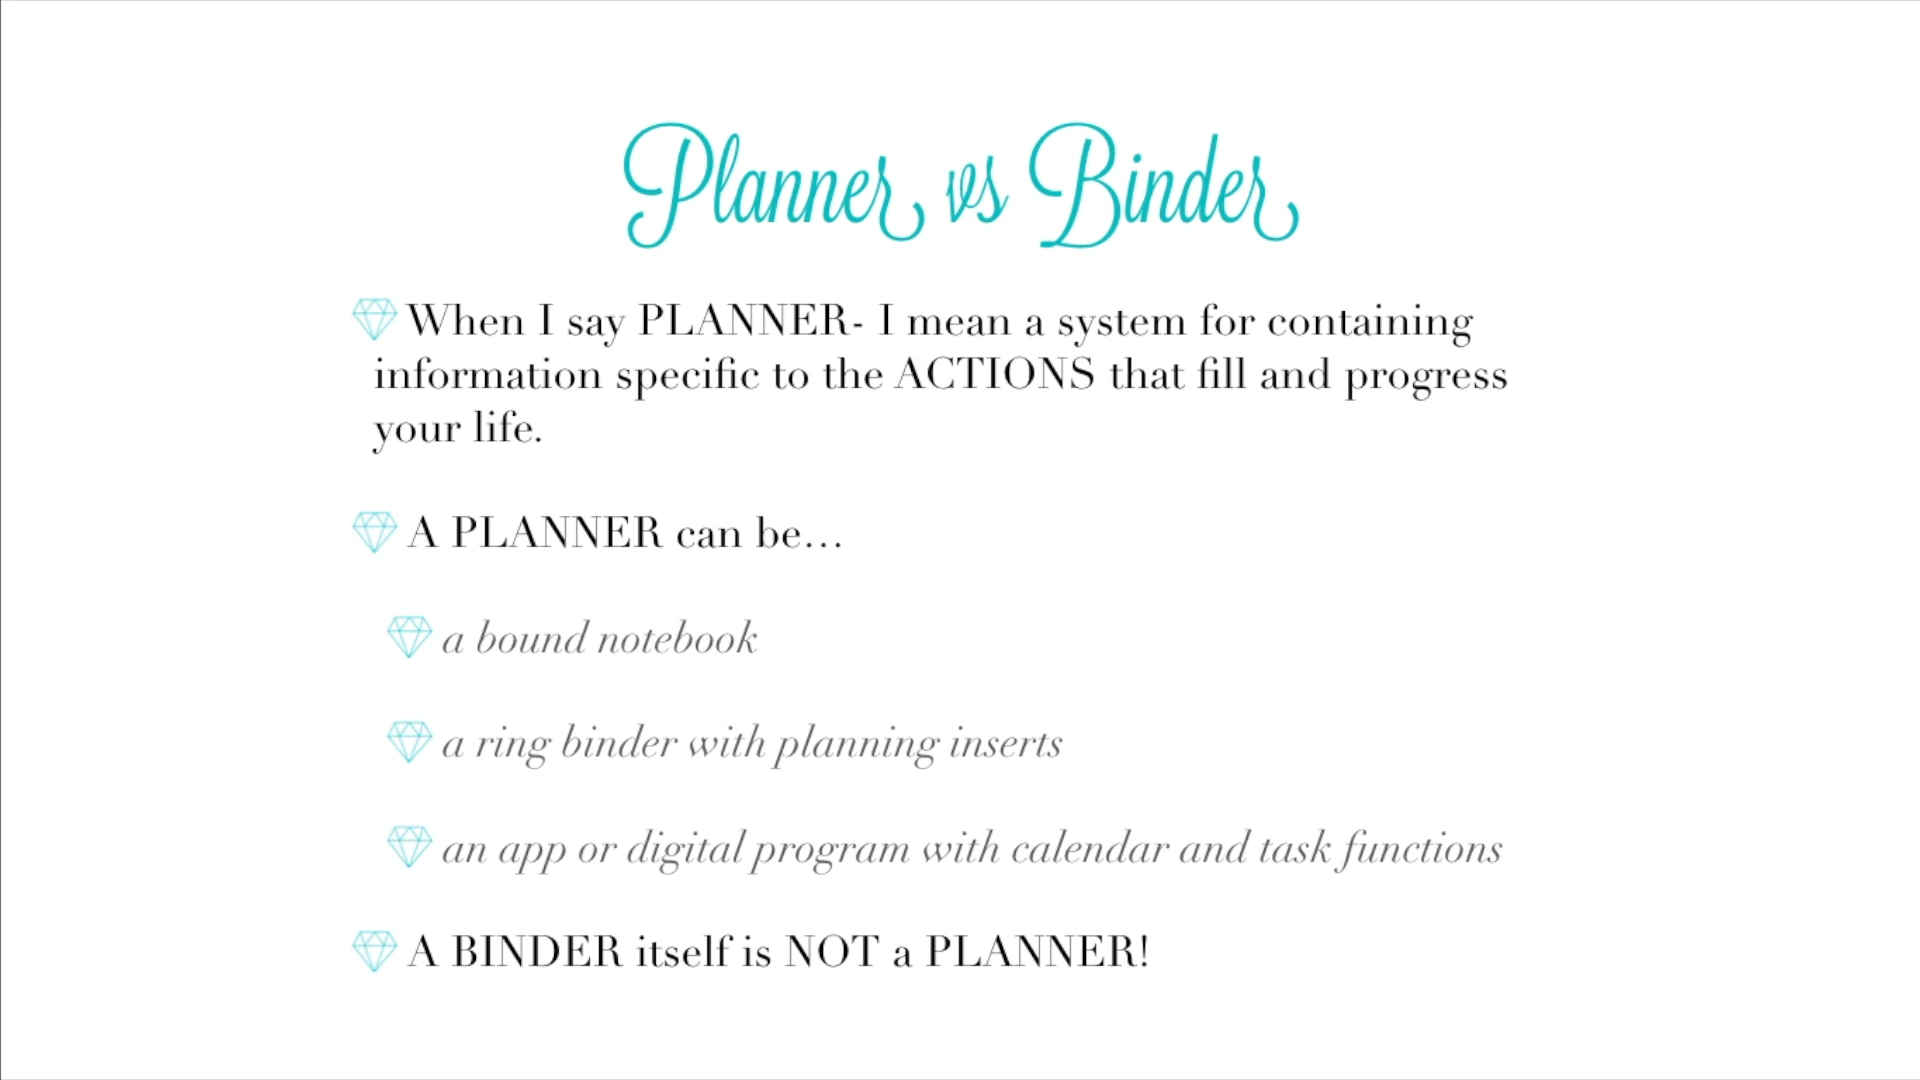 Planner vs Binder
When I say PLANNER- I mean a system for containing
information specific to the ACTIONS that fill and progress
your life.
A PLANNER can be...
a bound notebook
a ring binder with planning inserts
an app or digital program with calendar and task functions
A BINDER itself is NOT a PLANNER!